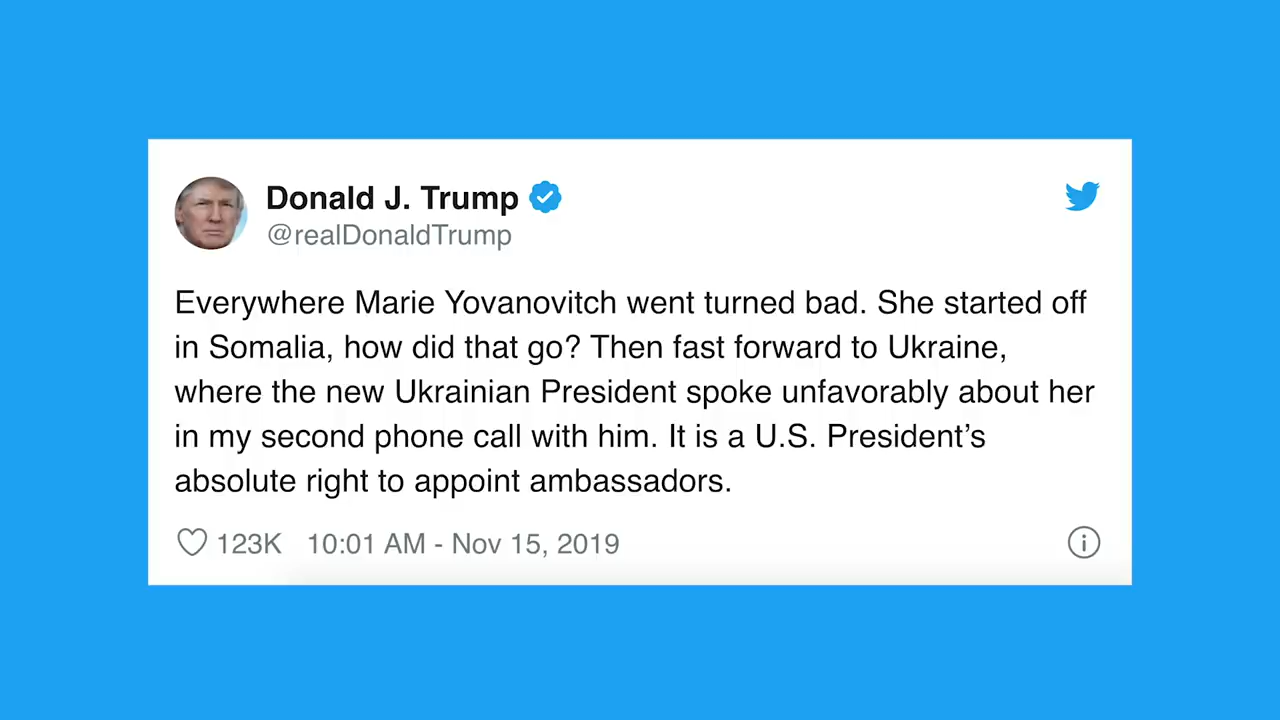 Donald J. Trump
@realDonaldTrump
Everywhere Marie Yovanovitch went turned bad. She started off
in Somalia, how did that go? Then fast forward to Ukraine,
where the new Ukrainian President spoke unfavorably about her
in my second phone call with him. It is a U.S. President’s
absolute right to appoint ambassadors.
123K 10:01 AM - Nov 15, 2019